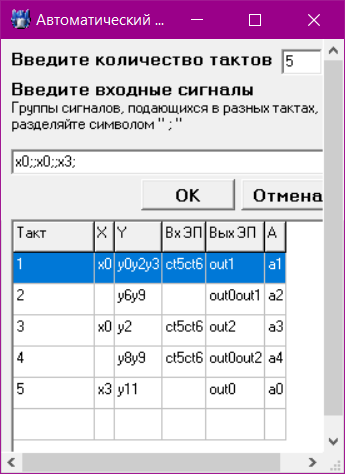 Автоматический ...
Введите количество тактов 5
Введите входные сигналы
Группы сигналов, подающихся в разных тактах,
разделяйте символом " ; "
x0;;x0;;x3;
OK Отмена
Такт X Y Вх ЭП Вых ЭП A
1 x0 y0y2y3 ct5ct6 out1 a1
2 y6y9 out0out1 a2
3 x0 y2 ct5ct6 out2 a3
4 y8y9 ct5ct6 out0out2 a4
5 x3 y11 out0 a0